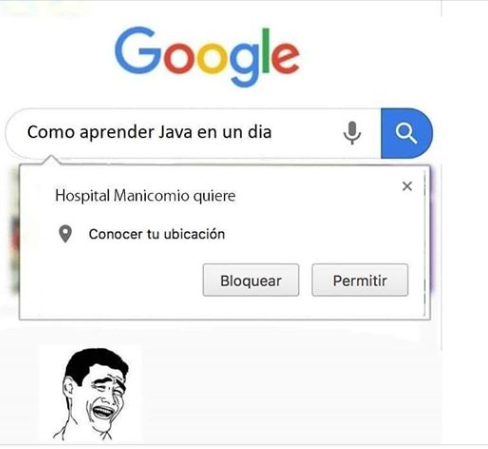 Google
Como aprender Java en un dia
Hospital Manicomio quiere
Conocer tu ubicación
Bloquear
Permitir